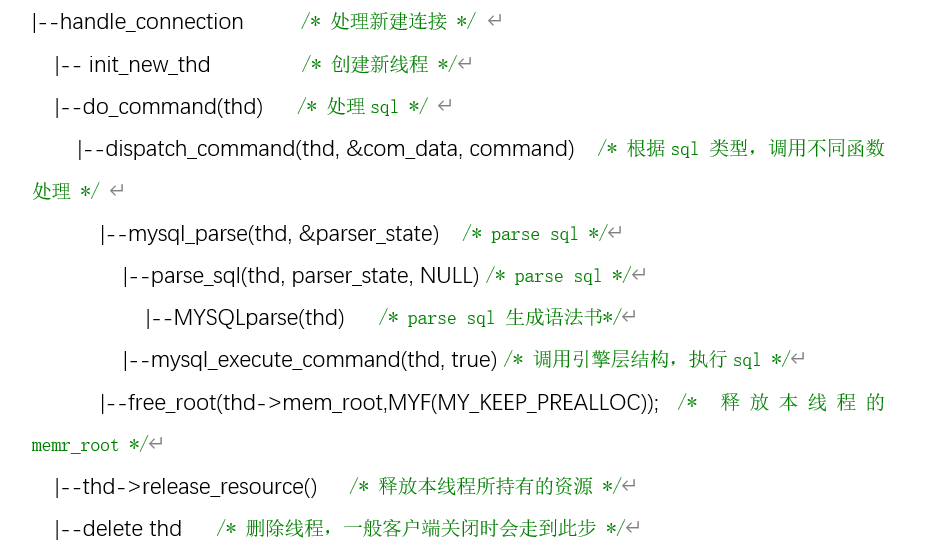 |--handle_connection /* 处理新建连接 */ ↵
|-- init_new_thd /* 创建新线程 */↵
|--do_command(thd) /* 处理 sql */ ↵
|--dispatch_command(thd, &com_data, command) /* 根据 sql 类型，调用不同函数
处理 */ ↵
|--mysql_parse(thd, &parser_state) /* parse sql */↵
|--parse_sql(thd, parser_state, NULL) /* parse sql */↵
|--MYSQLparse(thd) /* parse sql 生成语法书*/↵
|--mysql_execute_command(thd, true) /* 调用引擎层结构，执行 sql */↵
|--free_root(thd->mem_root,MYF(MY_KEEP_PREALLOC)); /* 释放本线程的
memr_root */↵
|--thd->release_resource() /* 释放本线程所持有的资源 */↵
|--delete thd /* 删除线程，一般客户端关闭时会走到此步 */↵